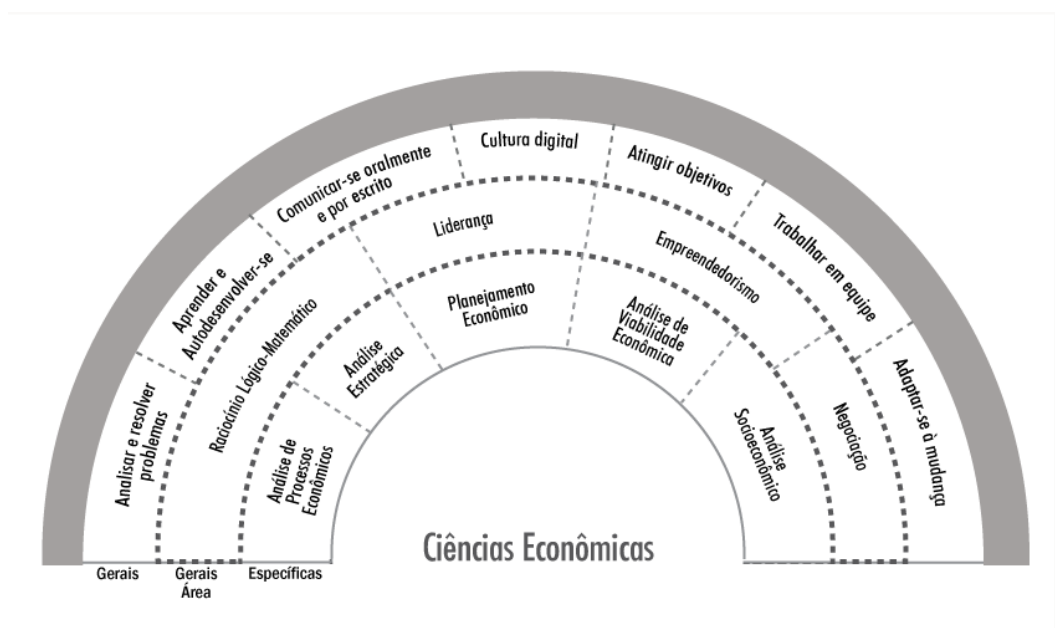 Analisar e resolver
problemas
Aprender e
Autodesenvolver-se
Comunicar-se oralmente
e por escrito
Cultura digital
Atingir objetivos
Trabalhar em equipe
Adaptar-se à mudança
Raciocínio Lógico-Matemático
Liderança
Empreendedorismo
Negociação
Análise de
Processos
Econômicos
Análise
Estratégica
Planejamento
Econômico
Análise de
Viabilidade
Econômica
Análise
Socioeconômico
Ciências Econômicas
Gerais
Gerais
Área
Específicas